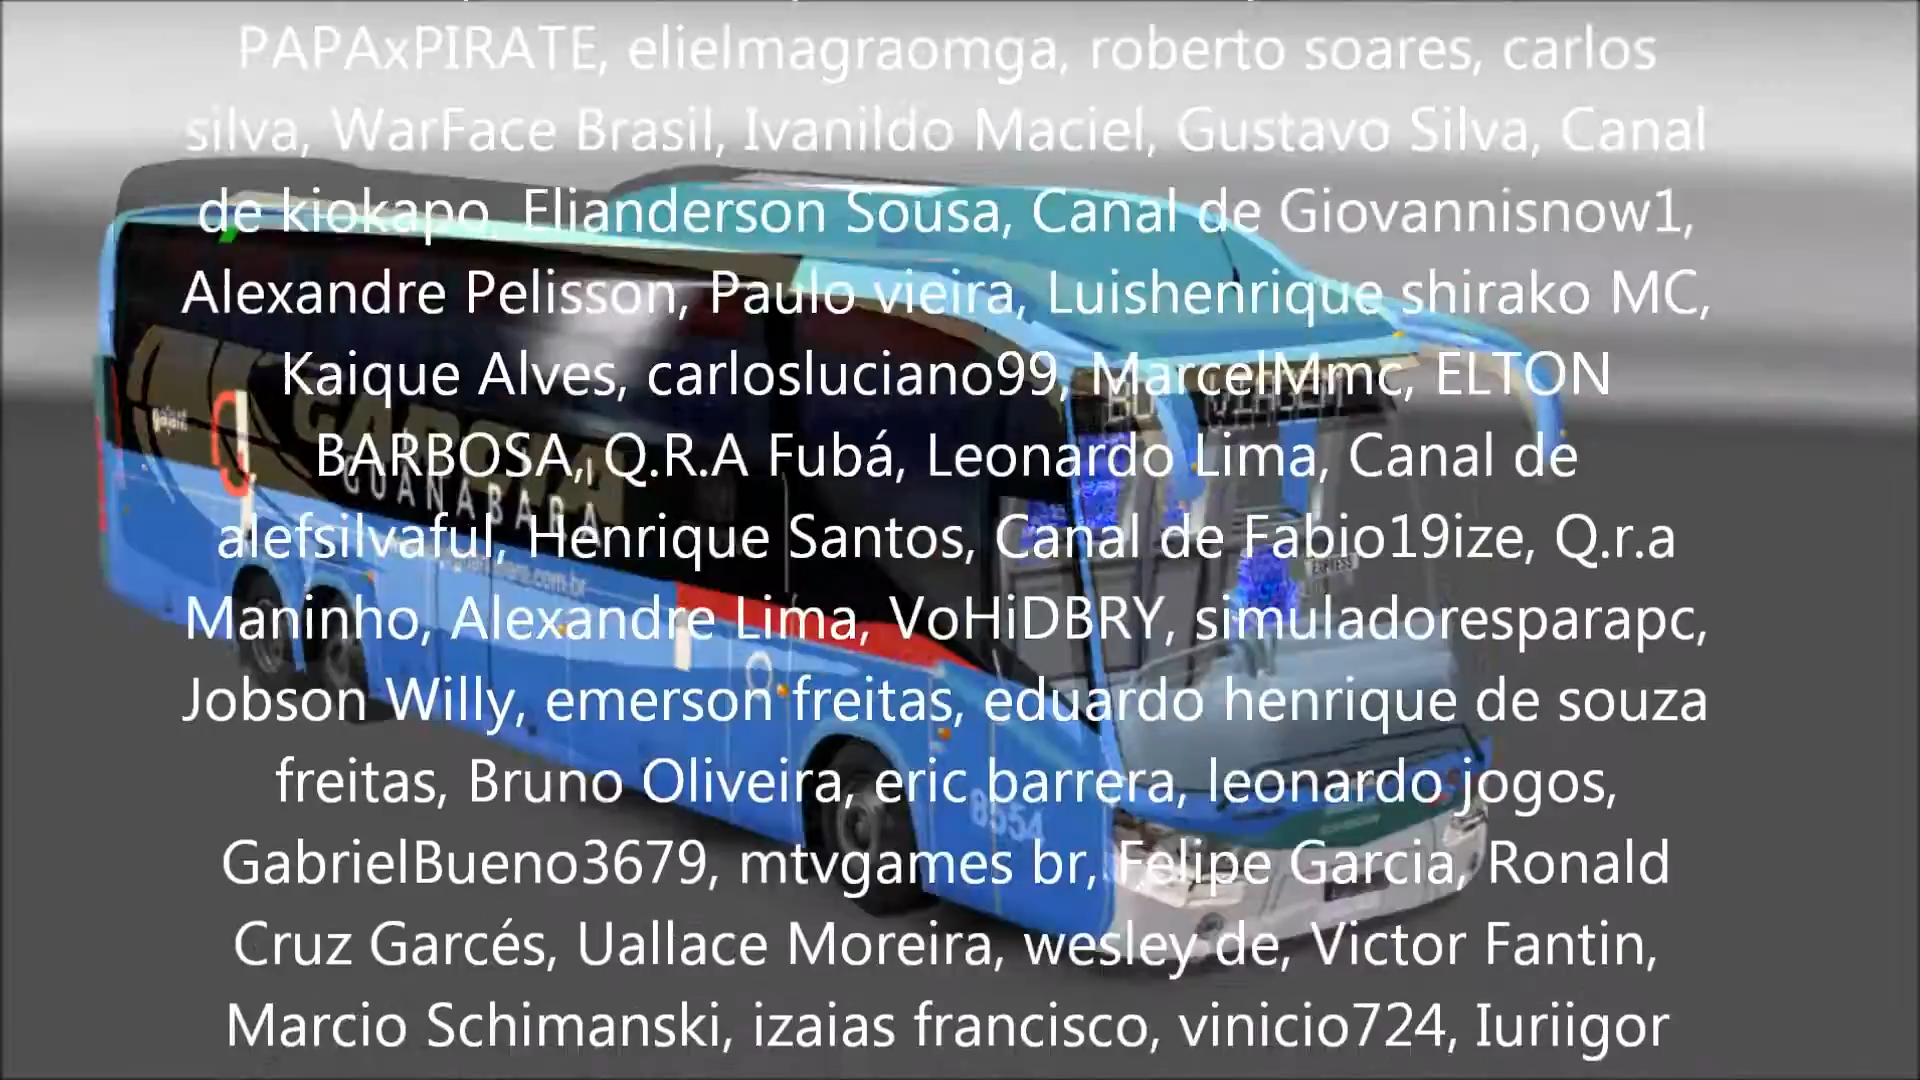 PAPAxPIRATE, elielmagraomga, roberto soares, carlos
silva, WarFace Brasil, Ivanildo Maciel, Gustavo Silva, Canal
de kiokapo, Elianderson Sousa, Canal de Giovannisnow1,
Alexandre Pelisson, Paulo vieira, Luishenrique shirako MC,
Kaique Alves, carlosluciano99, MarcelMmc, ELTON
BARBOSA, Q.R.A Fubá, Leonardo Lima, Canal de
alefsilvaful, Henrique Santos, Canal de Fabio19ize, Q.r.a
Maninho, Alexandre Lima, VoHiDBRY, simuladoresparapc,
Jobson Willy, emerson freitas, eduardo henrique de souza
freitas, Bruno Oliveira, eric barrera, leonardo jogos,
GabrielBueno3679, mtvgames br, Felipe Garcia, Ronald
Cruz Garcés, Uallace Moreira, wesley de, Victor Fantin,
Marcio Schimanski, izaias francisco, vinicio724, Iuriigor
GUANABARA
EXPRESS
8554